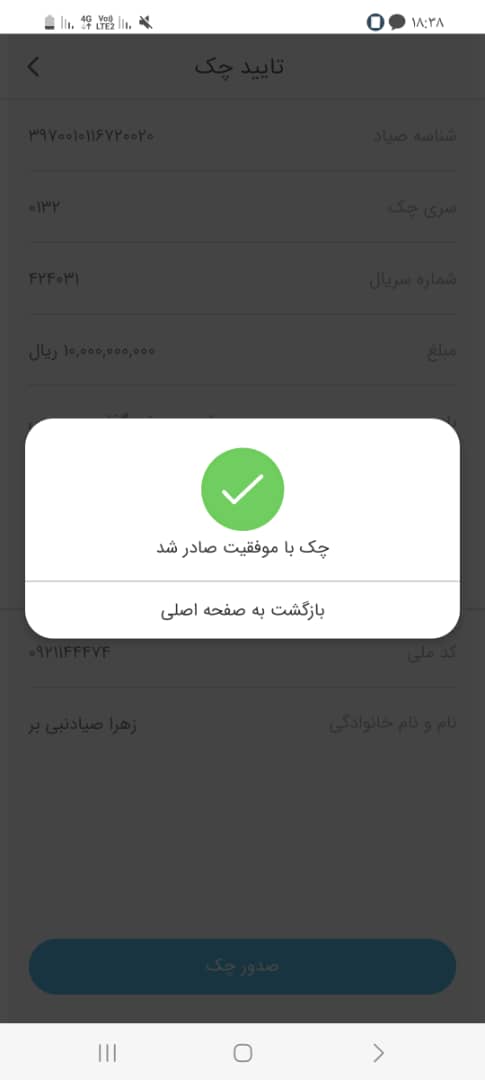 ۱۸:۳۸
4G VoD LTE2
تایید چک
شناسه صیاد ۳۹۷۰۰۱۰۱۱۶۷۲۰۰۲۰
سری چک ۰۱۳۲
شماره سریال ۴۲۴۰۳۱
مبلغ ۱۰,۰۰۰,۰۰۰,۰۰۰ ریال
چک با موفقیت صادر شد
بازگشت به صفحه اصلی
کد ملی ۰۹۲۱۱۴۴۴۷۴
نام و نام خانوادگی زهرا صیادنبی بر
صدور چک